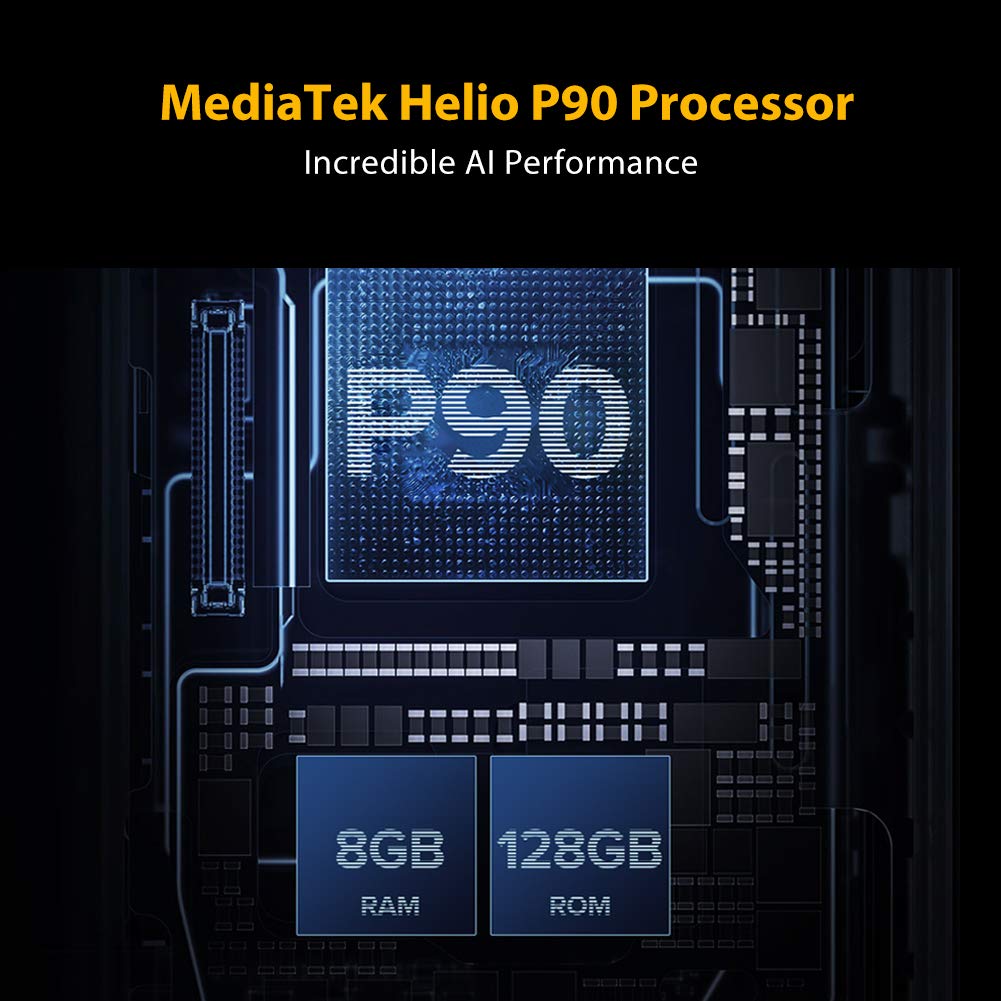 MediaTek Helio P90 Processor
Incredible AI Performance
P90
8GB
RAM
128GB
ROM